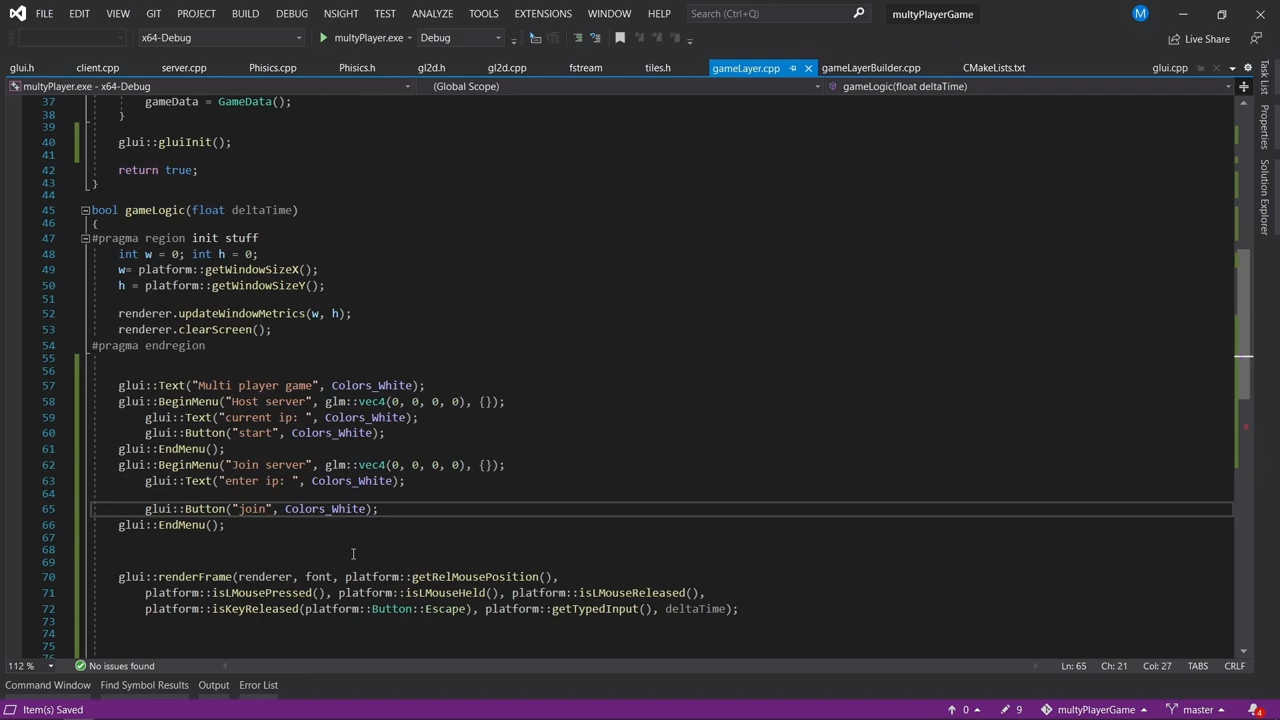 FILE EDIT VIEW GIT PROJECT BUILD DEBUG NSIGHT TEST ANALYZE TOOLS EXTENSIONS WINDOW HELP Search (Ctrl+Q) multyPlayerGame M
x64-Debug multyPlayer.exe Debug Live Share
glui.h client.cpp server.cpp Phisics.cpp Phisics.h gl2d.h gl2d.cpp fstream tiles.h gameLayer.cpp gameLayerBuilder.cpp CMakeLists.txt glui.cpp
multyPlayer.exe - x64-Debug (Global Scope) gameLogic(float deltaTime)
37 gameData = GameData();
38 }
39
40 glui::gluiInit();
41
42 return true;
43 }
44
45 bool gameLogic(float deltaTime)
46 {
47 #pragma region init stuff
48 int w = 0; int h = 0;
49 w= platform::getWindowSizeX();
50 h = platform::getWindowSizeY();
51
52 renderer.updateWindowMetrics(w, h);
53 renderer.clearScreen();
54 #pragma endregion
55
56
57 glui::Text("Multi player game", Colors_White);
58 glui::BeginMenu("Host server", glm::vec4(0, 0, 0, 0), {});
59 glui::Text("current ip: ", Colors_White);
60 glui::Button("start", Colors_White);
61 glui::EndMenu();
62 glui::BeginMenu("Join server", glm::vec4(0, 0, 0, 0), {});
63 glui::Text("enter ip: ", Colors_White);
64
65 glui::Button("join", Colors_White);
66 glui::EndMenu();
67
68
69
70 glui::renderFrame(renderer, font, platform::getRelMousePosition(),
71 platform::isLMousePressed(), platform::isLMouseHeld(), platform::isLMouseReleased(),
72 platform::isKeyReleased(platform::Button::Escape), platform::getTypedInput(), deltaTime);
73
74
75
Task List
Properties
Solution Explorer
112 % No issues found Ln: 65 Ch: 21 Col: 27 TABS CRLF
Command Window Find Symbol Results Output Error List
Item(s) Saved 0 9 multyPlayerGame master 4